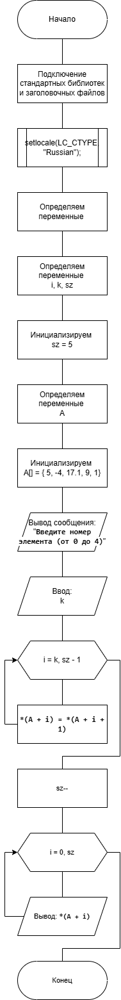 Начало
Подключение
стандартных библиотек
и заголовочных файлов
setlocale(LC_CTYPE,
"Russian");
Определяем
переменные
Определяем
переменные
i, k, sz
Инициализируем
sz = 5
Определяем
переменные
A
Инициализируем
A[] = { 5, -4, 17.1, 9, 1}
Вывод сообщения:
"Введите номер
элемента (от 0 до 4)"
Ввод:
k
i = k, sz - 1
*(A + i) = *(A + i +
1)
sz--
i = 0, sz
Вывод: *(A + i)
Конец